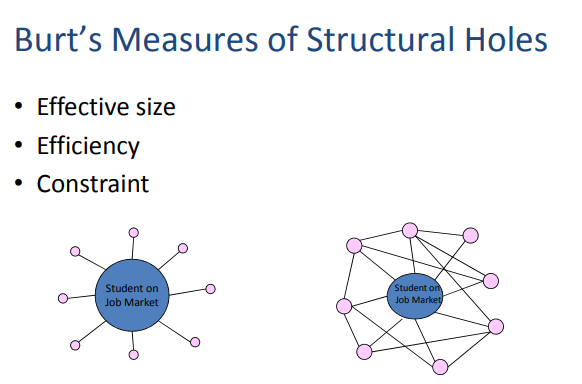 Burt's Measures of Structural Holes
• Effective size
• Efficiency
• Constraint
Student on
Job Market
Student on
Job Market